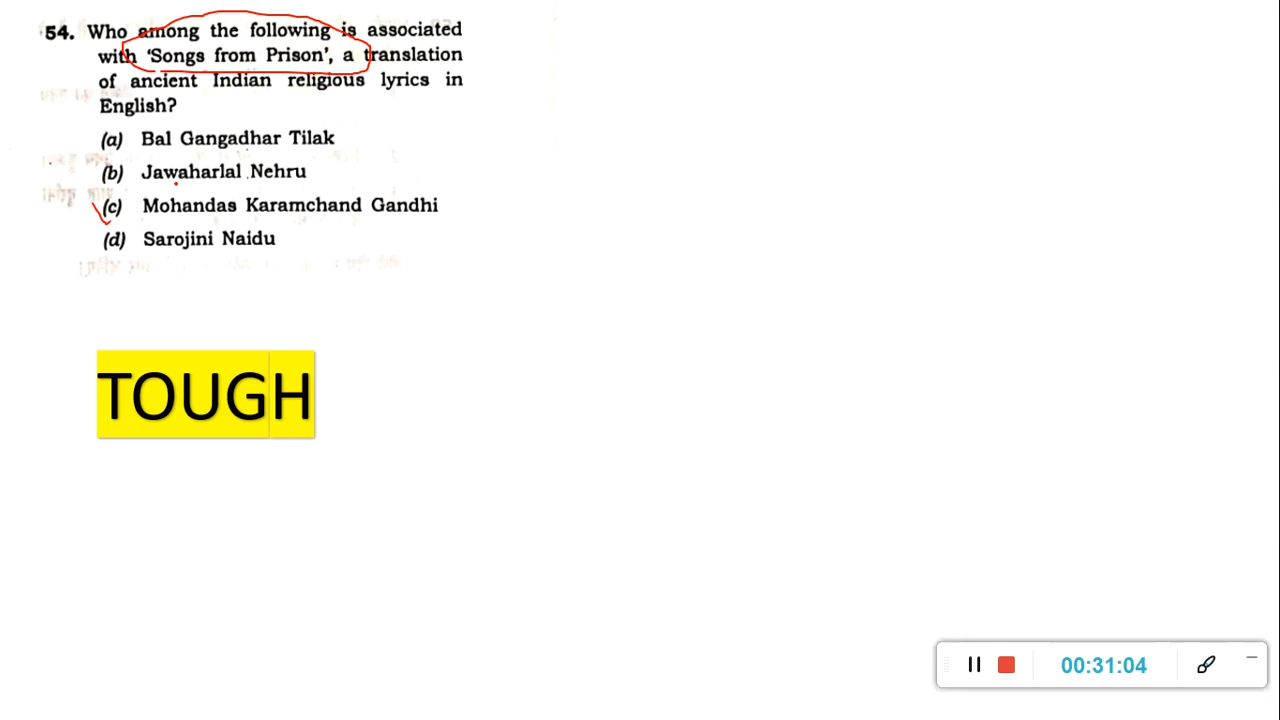 54. Who among the following is associated
with ‘Songs from Prison’, a translation
of ancient Indian religious lyrics in
English?
(a) Bal Gangadhar Tilak
(b) Jawaharlal Nehru
(c) Mohandas Karamchand Gandhi
(d) Sarojini Naidu
TOUGH
00:31:04